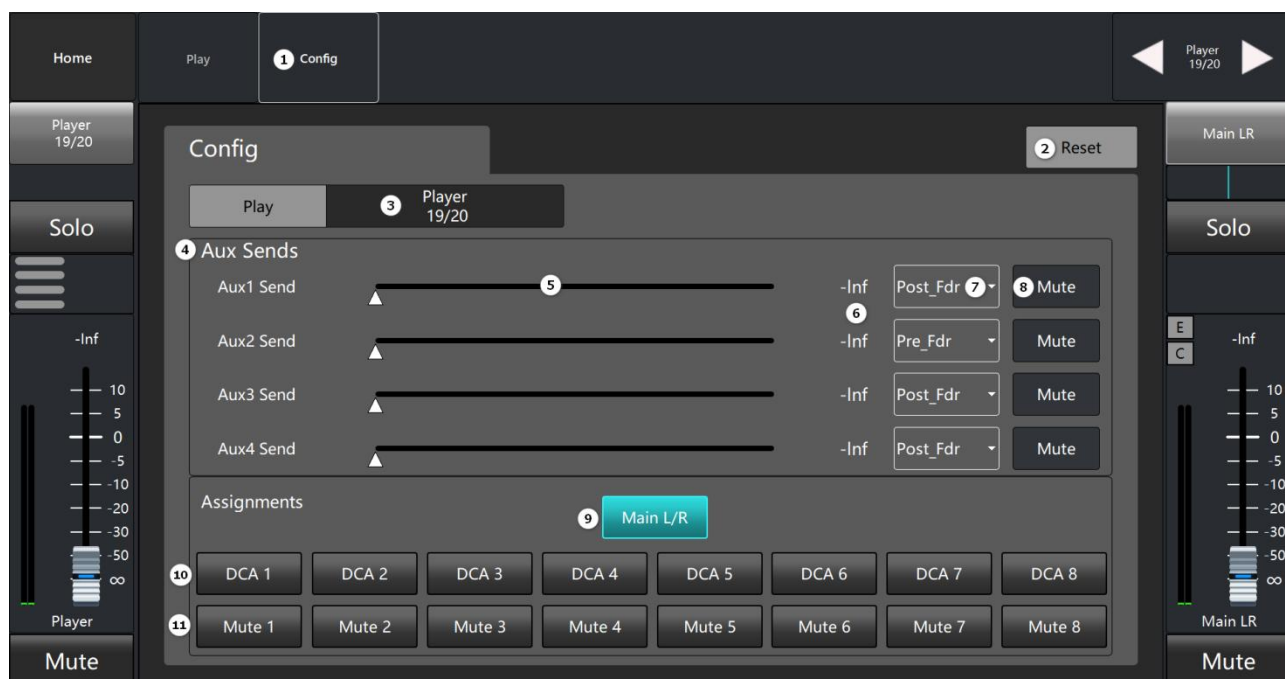 Home
Play
1 Config
Player
19/20
Player
19/20
Main LR
Config
2 Reset
Play
3 Player
19/20
Solo
Solo
4 Aux Sends
Aux1 Send 5 -Inf Post_Fdr 7 8 Mute
6
Aux2 Send -Inf Pre_Fdr Mute
Aux3 Send -Inf Post_Fdr Mute
Aux4 Send -Inf Post_Fdr Mute
Assignments
9 Main L/R
10 DCA 1 DCA 2 DCA 3 DCA 4 DCA 5 DCA 6 DCA 7 DCA 8
11 Mute 1 Mute 2 Mute 3 Mute 4 Mute 5 Mute 6 Mute 7 Mute 8
-Inf
10
5
0
-5
-10
-20
-30
-50
∞
Player
Mute
E
C
-Inf
10
5
0
-5
-10
-20
-30
-50
∞
Main LR
Mute